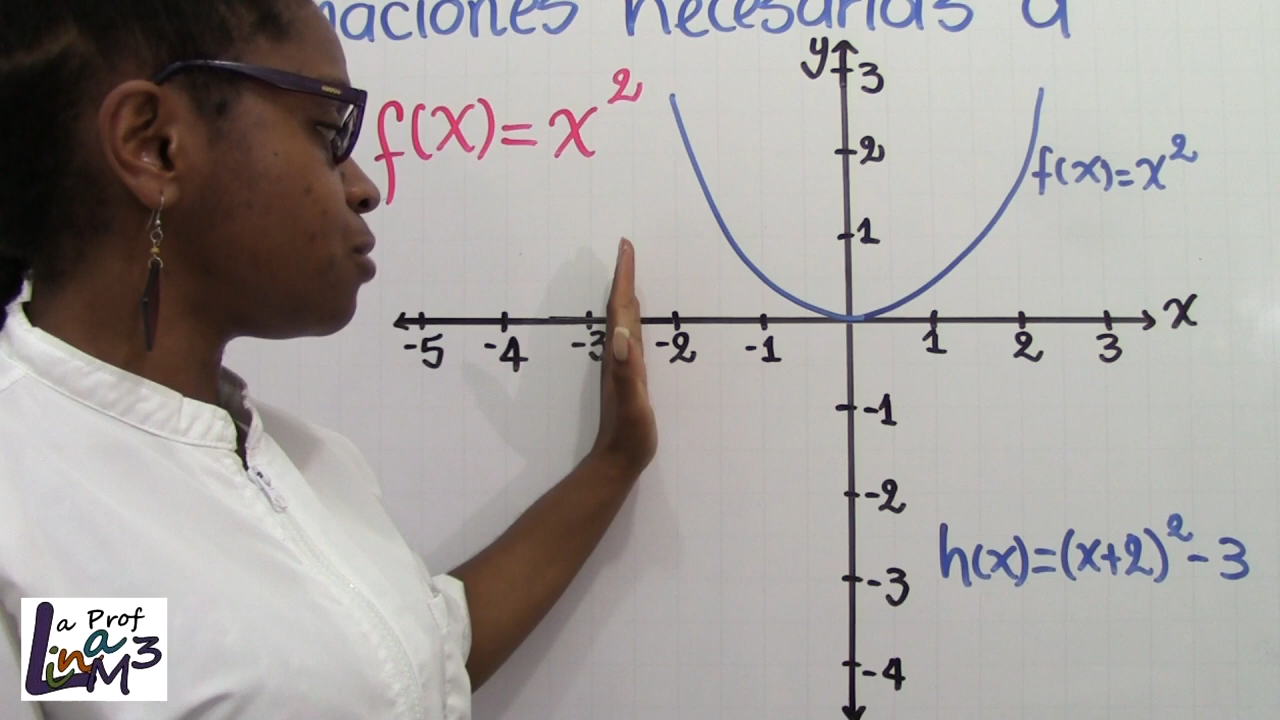 necesarias a
f(x)=x²
y
3
2
f(x)=x²
1
x
-5 -4 -3 -2 -1 1 2 3
-1
-2
h(x)=(x+2)²-3
-3
-4
La Prof
Lina M3